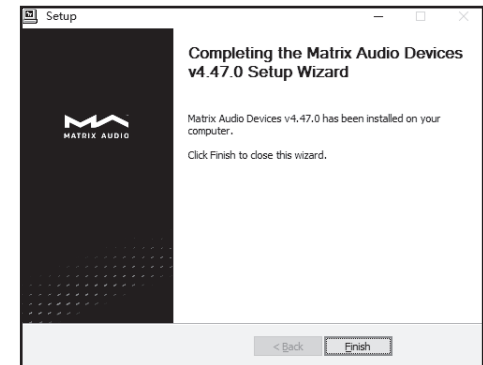 Setup
Completing the Matrix Audio Devices
v4.47.0 Setup Wizard
MATRIX AUDIO
Matrix Audio Devices v4.47.0 has been installed on your
computer.
Click Finish to close this wizard.
< Back
Finish